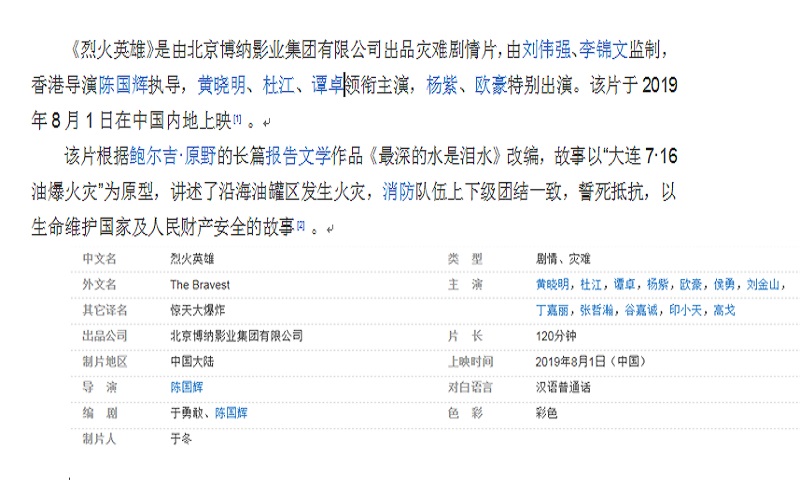 《烈火英雄》是由北京博纳影业集团有限公司出品灾难剧情片，由刘伟强、李锦文监制，
香港导演陈国辉执导，黄晓明、杜江、谭卓领衔主演，杨紫、欧豪特别出演。该片于 2019
年 8 月 1 日在中国内地上映[1] 。
该片根据鲍尔吉·原野的长篇报告文学作品《最深的水是泪水》改编，故事以“大连 7·16
油爆火灾”为原型，讲述了沿海油罐区发生火灾，消防队伍上下级团结一致，誓死抵抗，以
生命维护国家及人民财产安全的故事[2] 。
中文名 烈火英雄 类 型 剧情、灾难
外文名 The Bravest 主 演 黄晓明，杜江，谭卓，杨紫，欧豪，侯勇，刘金山，
其它译名 惊天大爆炸 丁嘉丽，张哲瀚，谷嘉诚，印小天，高戈
出品公司 北京博纳影业集团有限公司 片 长 120分钟
制片地区 中国大陆 上映时间 2019年8月1日（中国）
导 演 陈国辉 对白语言 汉语普通话
编 剧 于勇敢、陈国辉 色 彩 彩色
制片人 于冬